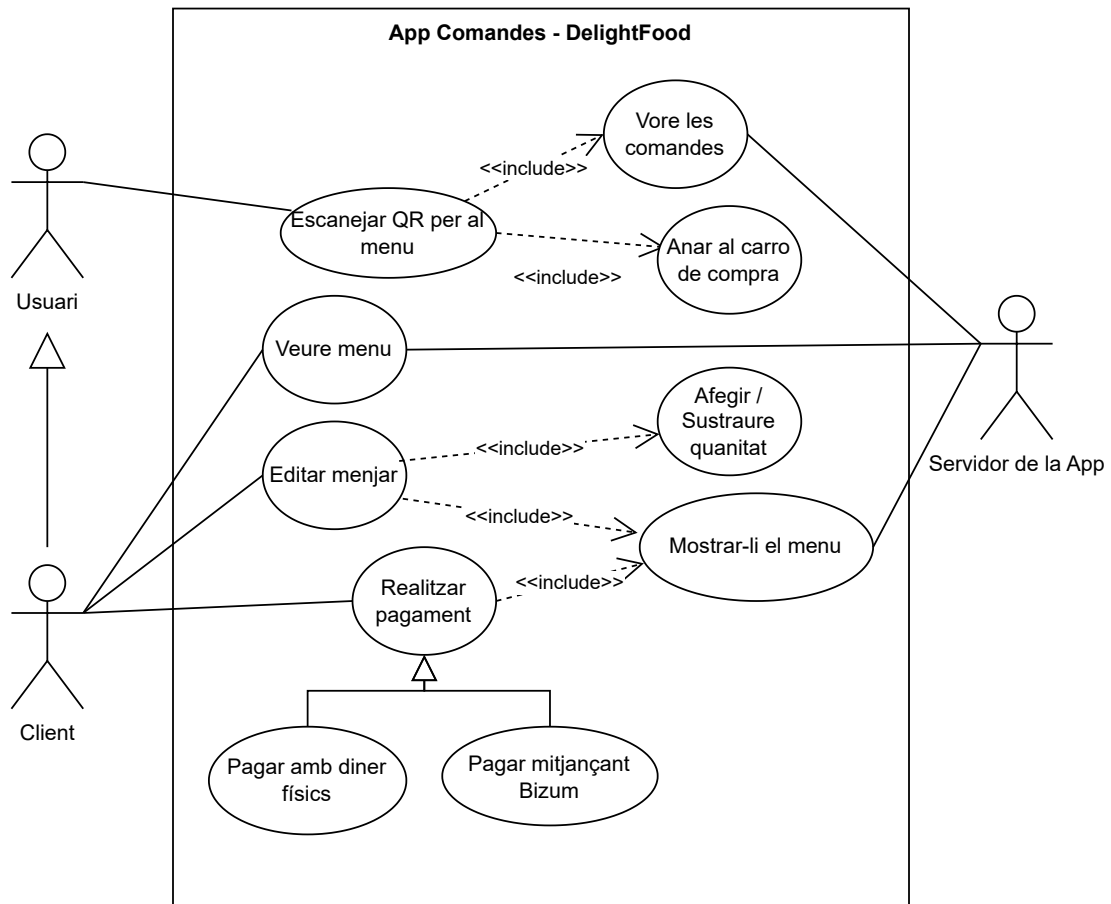 App Comandes - DelightFood
Vore les
comandes
<<include>>
Escanejar QR per al
menu
Anar al carro
de compra
<<include>>
Usuari
Veure menu
Afegir /
Sustraure
quanitat
<<include>>
Editar menjar
Servidor de la App
<<include>>
Mostrar-li el menu
Realitzar
pagament
<<include>>
Client
Pagar amb diner
físics
Pagar mitjançant
Bizum